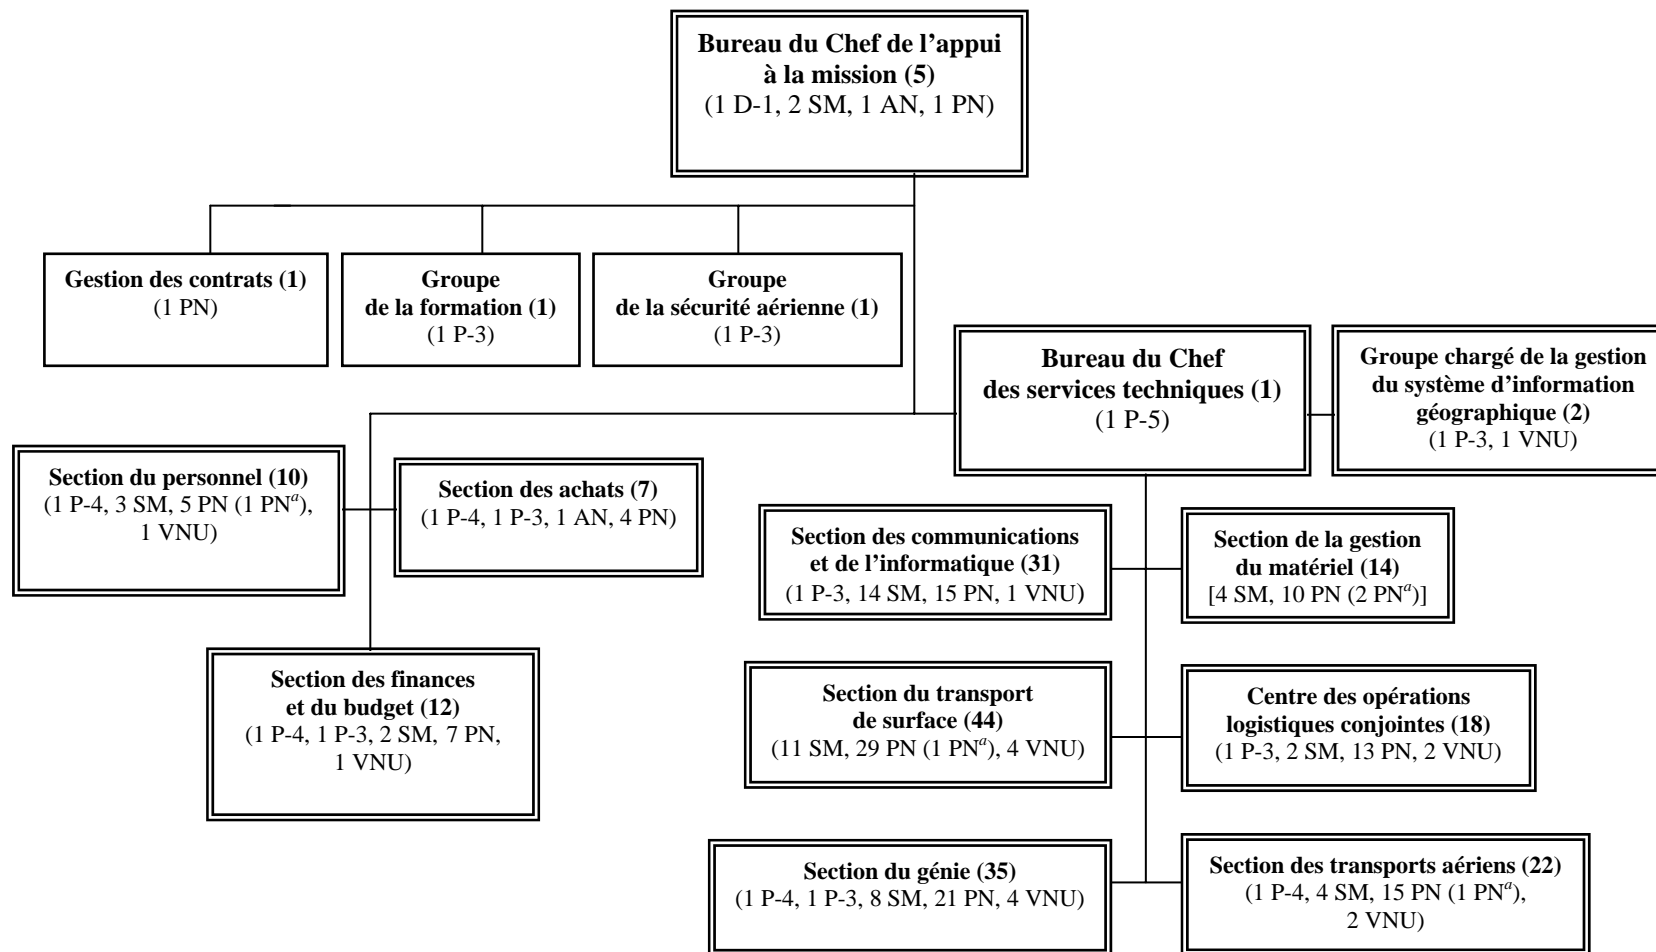 Bureau du Chef de l’appui
à la mission (5)
(1 D-1, 2 SM, 1 AN, 1 PN)
Gestion des contrats (1)
(1 PN)
Groupe
de la formation (1)
(1 P-3)
Groupe
de la sécurité aérienne (1)
(1 P-3)
Bureau du Chef
des services techniques (1)
(1 P-5)
Groupe chargé de la gestion
du système d’information
géographique (2)
(1 P-3, 1 VNU)
Section du personnel (10)
(1 P-4, 3 SM, 5 PN (1 PNᵃ),
1 VNU)
Section des achats (7)
(1 P-4, 1 P-3, 1 AN, 4 PN)
Section des communications
et de l’informatique (31)
(1 P-3, 14 SM, 15 PN, 1 VNU)
Section de la gestion
du matériel (14)
[4 SM, 10 PN (2 PNᵃ)]
Section des finances
et du budget (12)
(1 P-4, 1 P-3, 2 SM, 7 PN,
1 VNU)
Section du transport
de surface (44)
(11 SM, 29 PN (1 PNᵃ), 4 VNU)
Centre des opérations
logistiques conjointes (18)
(1 P-3, 2 SM, 13 PN, 2 VNU)
Section du génie (35)
(1 P-4, 1 P-3, 8 SM, 21 PN, 4 VNU)
Section des transports aériens (22)
(1 P-4, 4 SM, 15 PN (1 PNᵃ),
2 VNU)